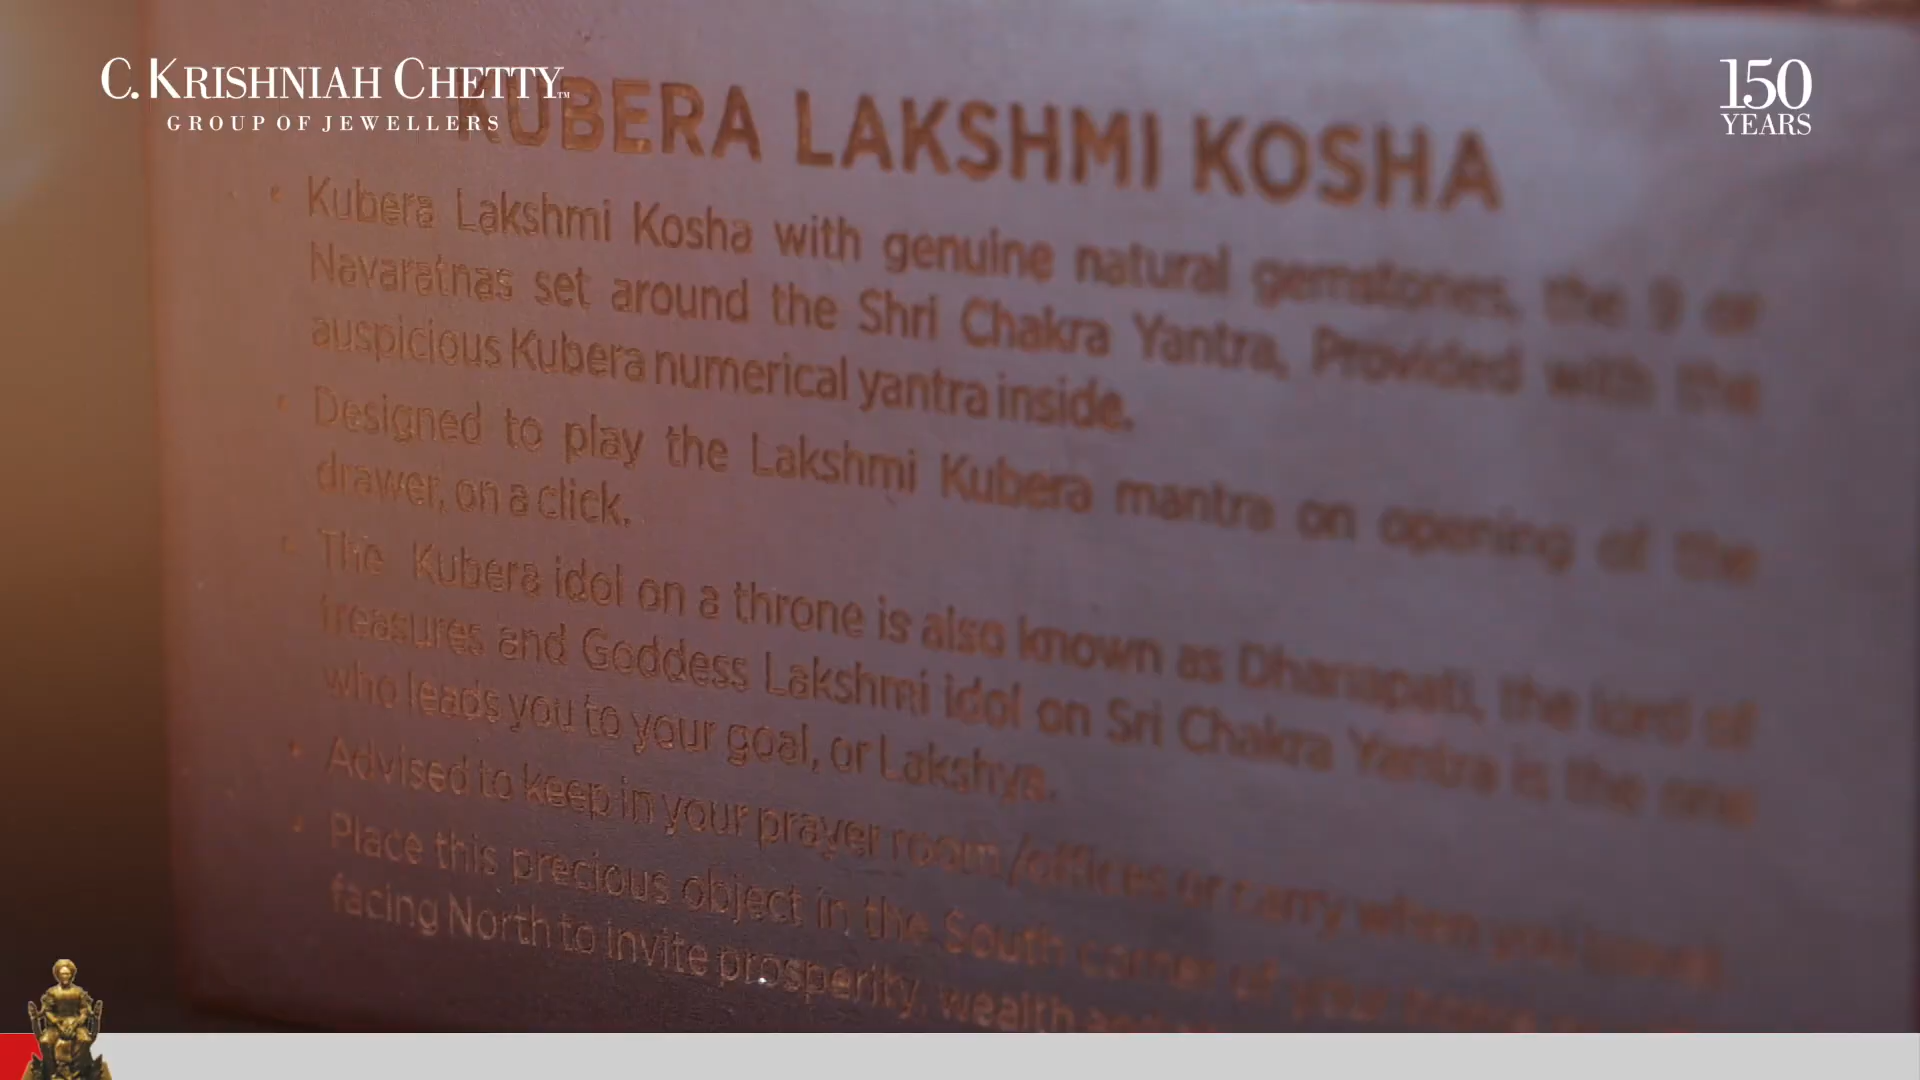 C. KRISHNIAH CHETTY™
GROUP OF JEWELLERS
150
YEARS
KUBERA LAKSHMI KOSHA
• Kubera Lakshmi Kosha with genuine natural gemstones, the 9 or
Navaratnas set around the Shri Chakra Yantra, Provided with the
auspicious Kubera numerical yantra inside.
• Designed to play the Lakshmi Kubera mantra on opening of the
drawer, on a click.
• The Kubera idol on a throne is also known as Dhanapati, the lord of
treasures and Goddess Lakshmi idol on Sri Chakra Yantra is the one
who leads you to your goal, or Lakshya.
• Advised to keep in your prayer room/offices or carry when you travel.
• Place this precious object in the South corner of your home
facing North to invite prosperity, wealth and